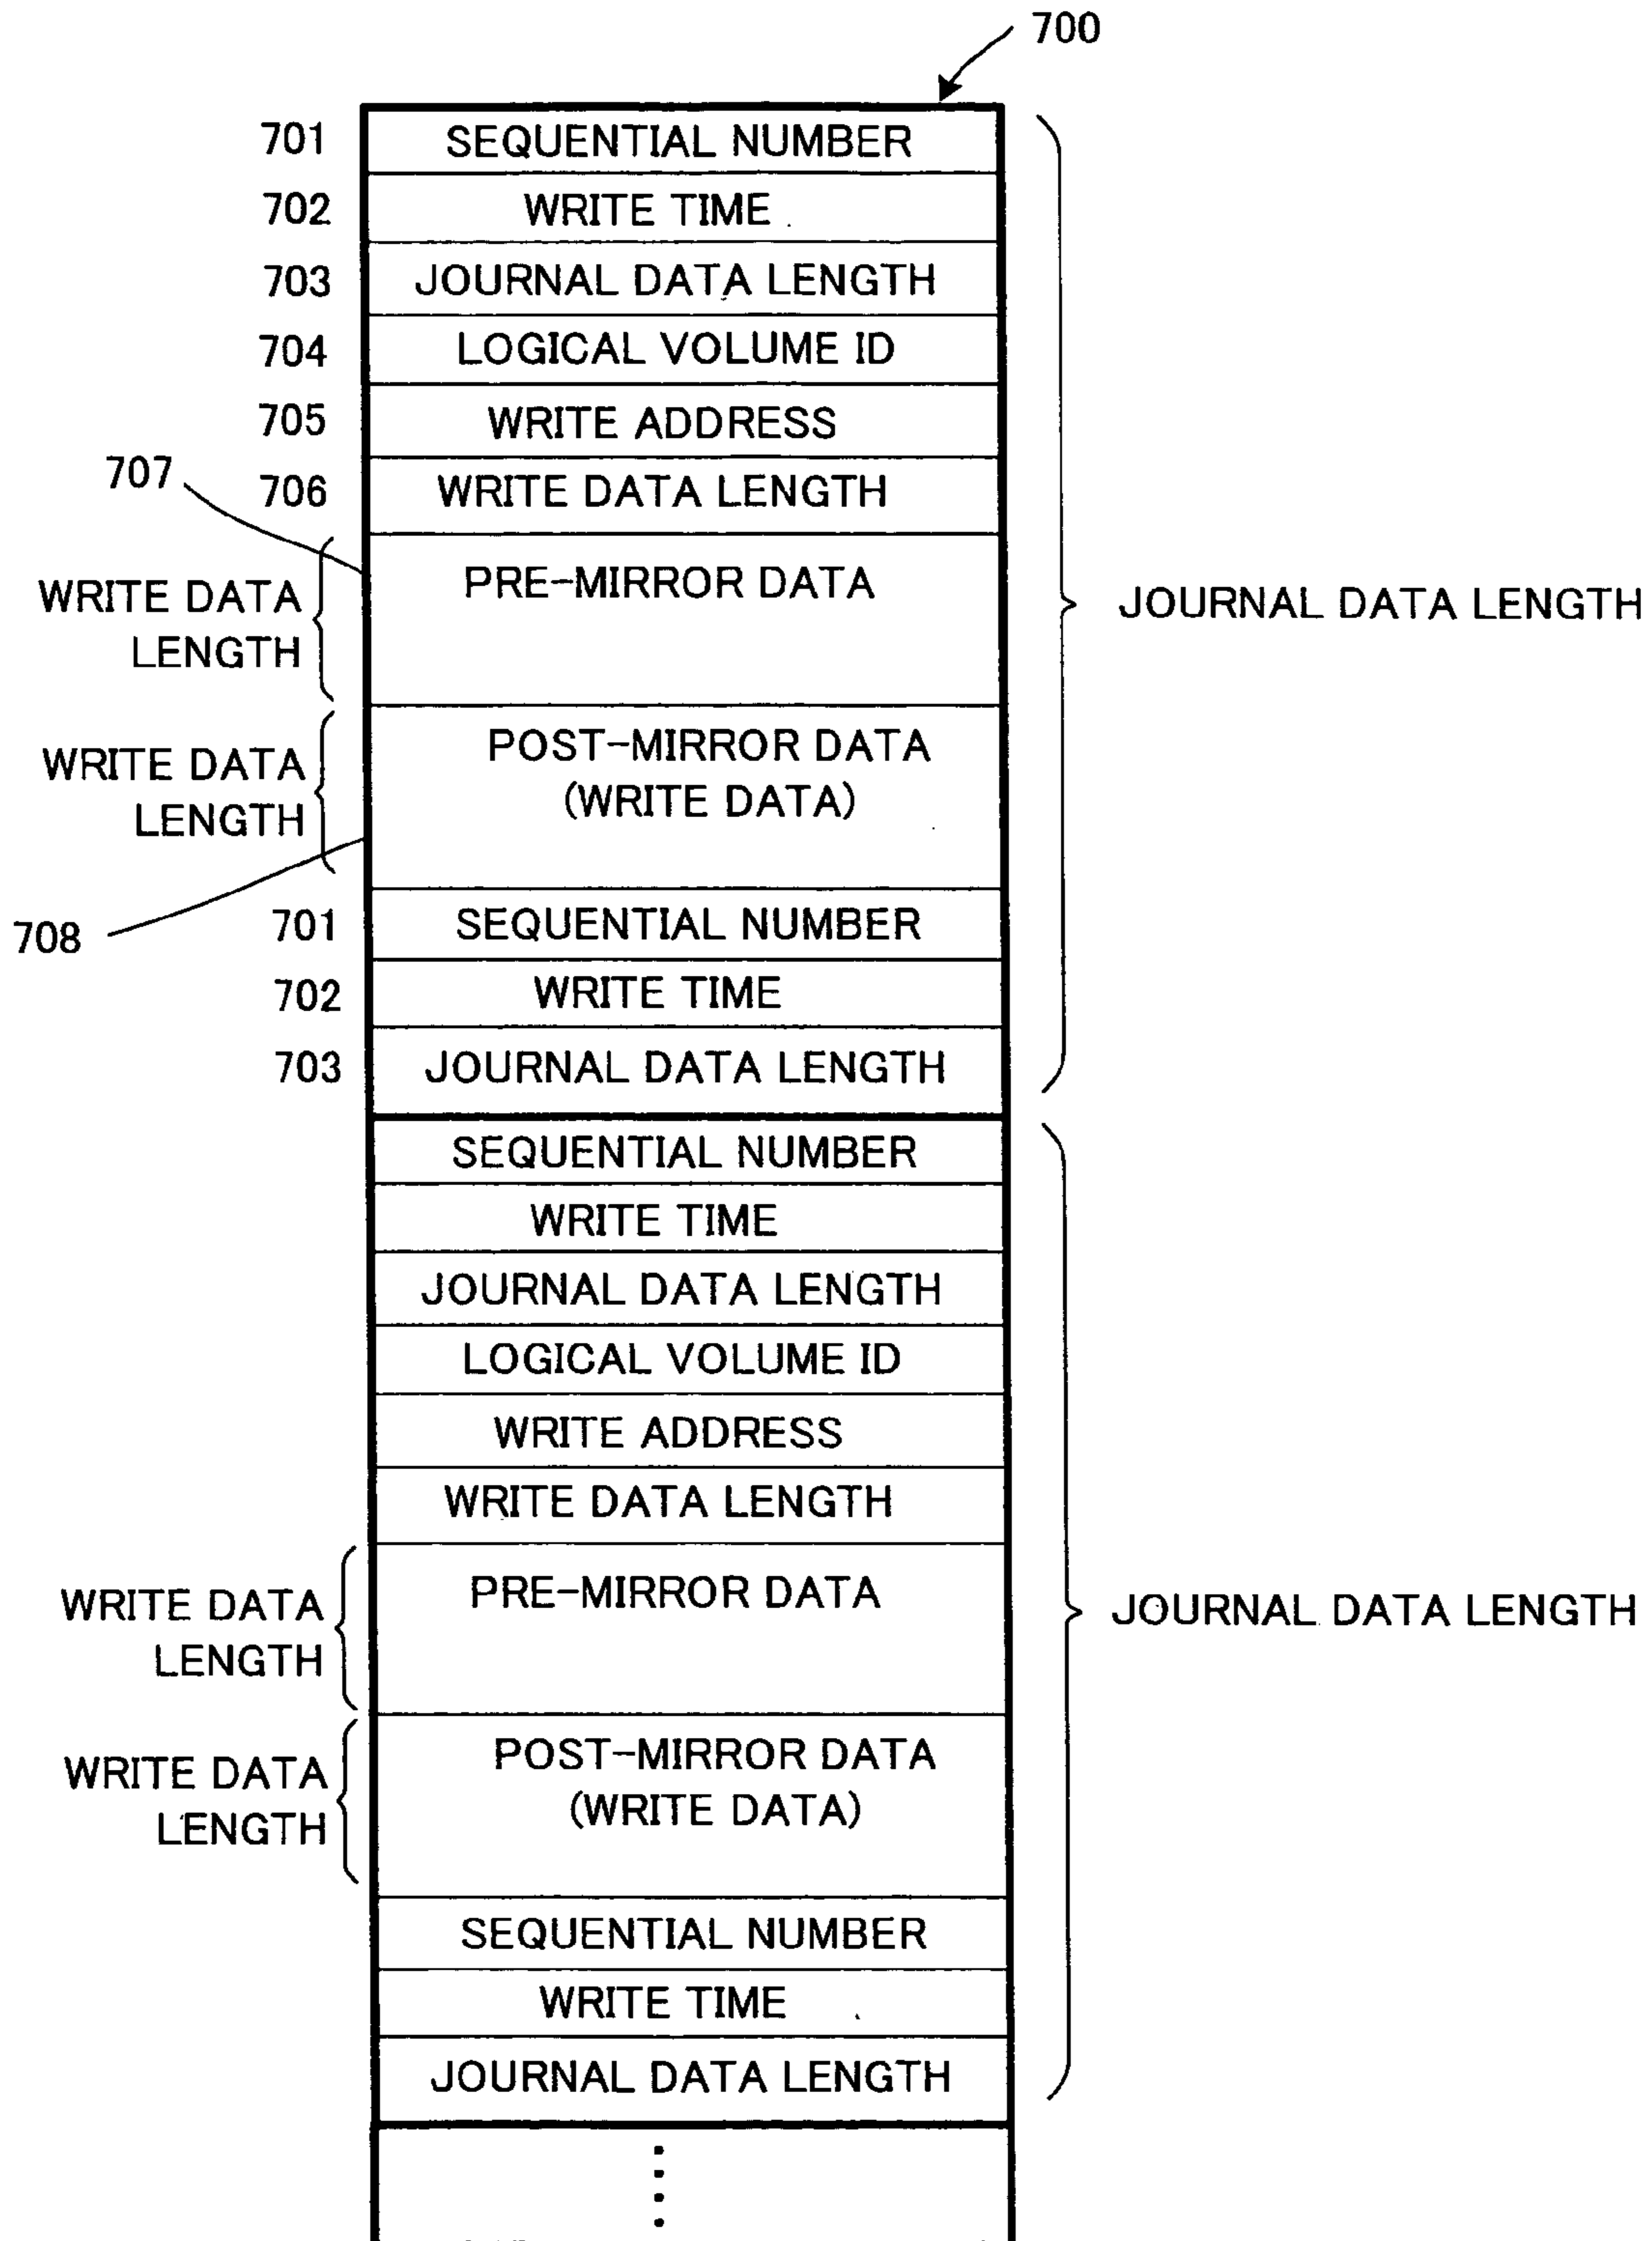 700
701 SEQUENTIAL NUMBER
702 WRITE TIME
703 JOURNAL DATA LENGTH
704 LOGICAL VOLUME ID
705 WRITE ADDRESS
707
706 WRITE DATA LENGTH
PRE-MIRROR DATA
WRITE DATA
LENGTH
JOURNAL DATA LENGTH
POST-MIRROR DATA
(WRITE DATA)
WRITE DATA
LENGTH
708
701 SEQUENTIAL NUMBER
702 WRITE TIME
703 JOURNAL DATA LENGTH
SEQUENTIAL NUMBER
WRITE TIME
JOURNAL DATA LENGTH
LOGICAL VOLUME ID
WRITE ADDRESS
WRITE DATA LENGTH
PRE-MIRROR DATA
WRITE DATA
LENGTH
JOURNAL DATA LENGTH
POST-MIRROR DATA
(WRITE DATA)
WRITE DATA
LENGTH
SEQUENTIAL NUMBER
WRITE TIME
JOURNAL DATA LENGTH